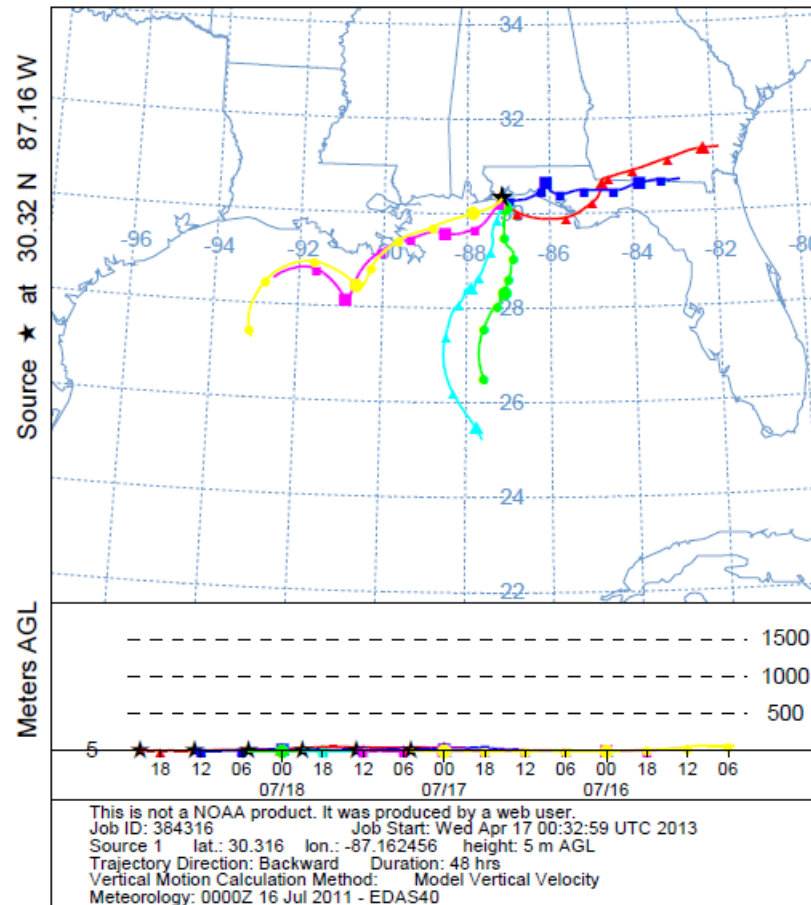 Source ★ at 30.32 N 87.16 W
34
32
30
-96
-94
-92
-90
-88
-86
-84
-82
-80
28
26
24
22
Meters AGL
1500
1000
500
5
18 12 06 00 18 12 06 00 18 12 06 00 18 12 06
07/18 07/17 07/16
This is not a NOAA product. It was produced by a web user.
Job ID: 384316 Job Start: Wed Apr 17 00:32:59 UTC 2013
Source 1 lat.: 30.316 lon.: -87.162456 height: 5 m AGL
Trajectory Direction: Backward Duration: 48 hrs
Vertical Motion Calculation Method: Model Vertical Velocity
Meteorology: 0000Z 16 Jul 2011 - EDAS40